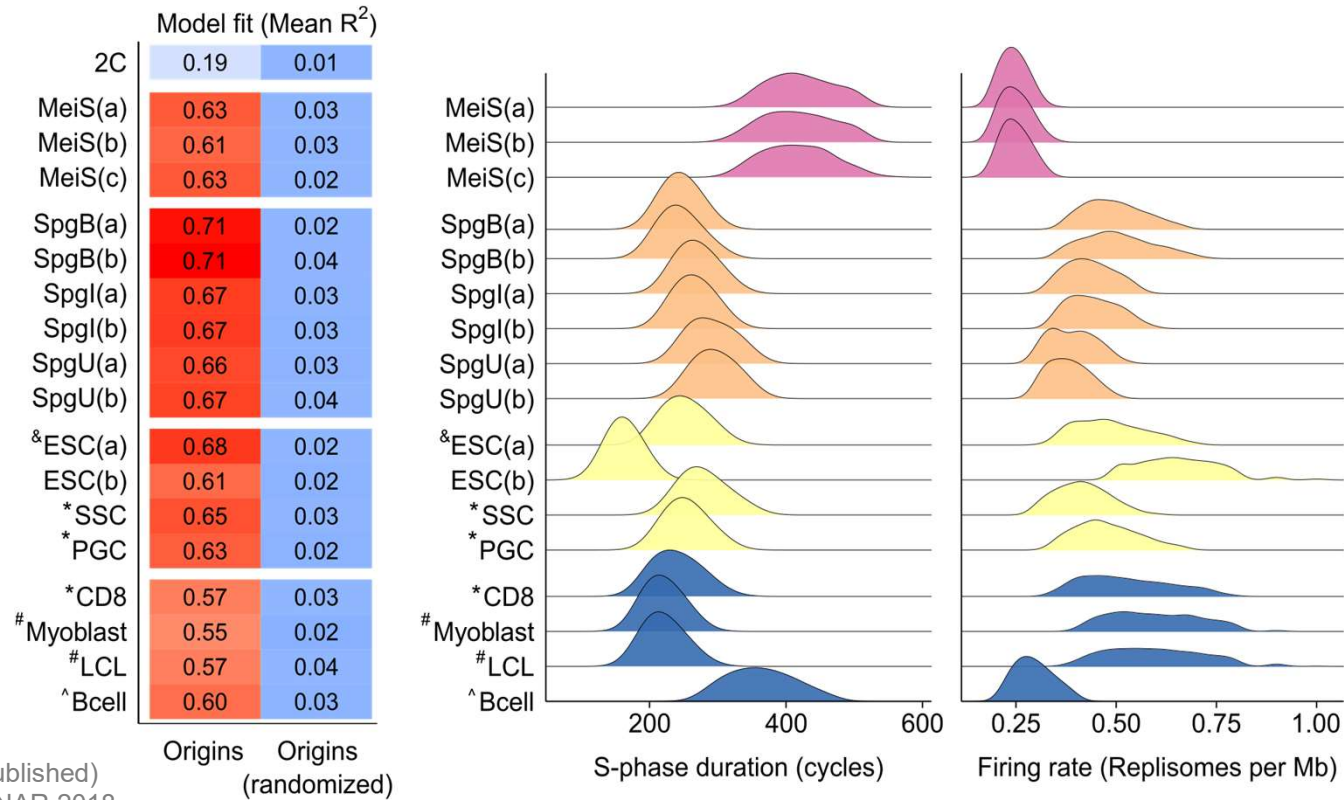 Model fit (Mean R²)
2C 0.19 0.01
MeiS(a) 0.63 0.03
MeiS(b) 0.61 0.03
MeiS(c) 0.63 0.02
SpgB(a) 0.71 0.02
SpgB(b) 0.71 0.04
SpgI(a) 0.67 0.03
SpgI(b) 0.67 0.03
SpgU(a) 0.66 0.03
SpgU(b) 0.67 0.04
&ESC(a) 0.68 0.02
ESC(b) 0.61 0.02
*SSC 0.65 0.03
*PGC 0.63 0.02
*CD8 0.57 0.03
#Myoblast 0.55 0.02
#LCL 0.57 0.04
^Bcell 0.60 0.03
Origins Origins
(randomized)
MeiS(a)
MeiS(b)
MeiS(c)
SpgB(a)
SpgB(b)
SpgI(a)
SpgI(b)
SpgU(a)
SpgU(b)
&ESC(a)
ESC(b)
*SSC
*PGC
*CD8
#Myoblast
#LCL
^Bcell
200 400 600
S-phase duration (cycles)
0.25 0.50 0.75 1.00
Firing rate (Replisomes per Mb)
ublished)